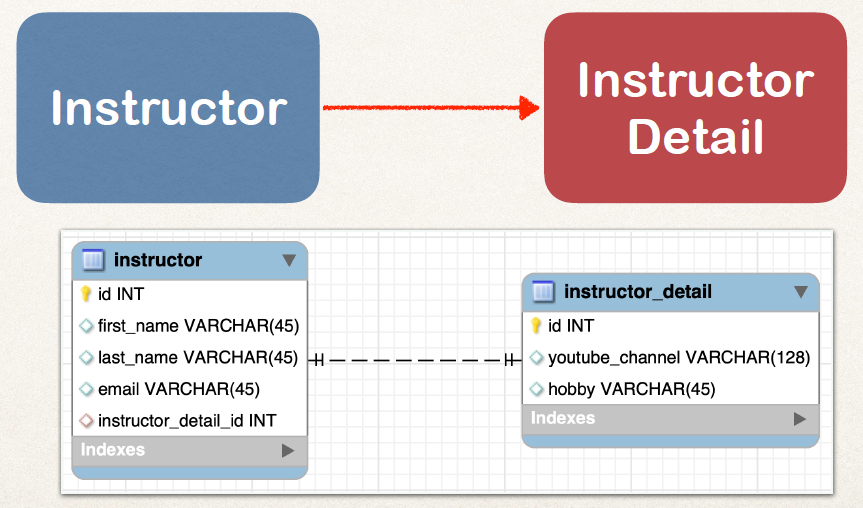 Instructor
Instructor
Detail
instructor
id INT
first_name VARCHAR(45)
last_name VARCHAR(45)
email VARCHAR(45)
instructor_detail_id INT
Indexes
instructor_detail
id INT
youtube_channel VARCHAR(128)
hobby VARCHAR(45)
Indexes